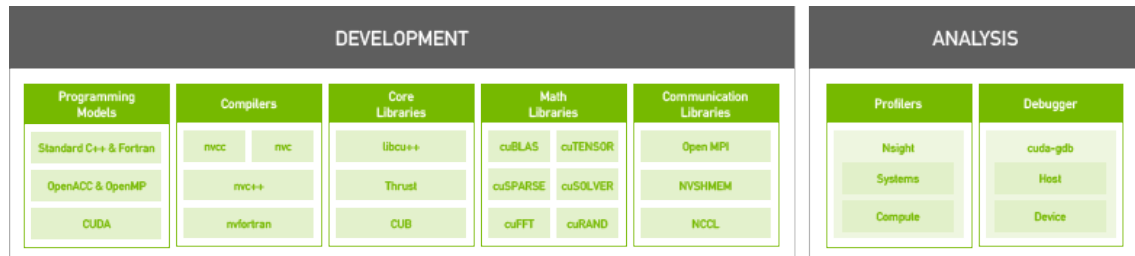 DEVELOPMENT
Programming
Models
Standard C++ & Fortran
OpenACC & OpenMP
CUDA
Compilers
nvcc
nvc
nvc++
nvfortran
Core
Libraries
libcu++
Thrust
CUB
Math
Libraries
cuBLAS
cuTENSOR
cuSPARSE
cuSOLVER
cuFFT
cuRAND
Communication
Libraries
Open MPI
NVSHMEM
NCCL
ANALYSIS
Profilers
Nsight
Systems
Compute
Debugger
cuda-gdb
Host
Device